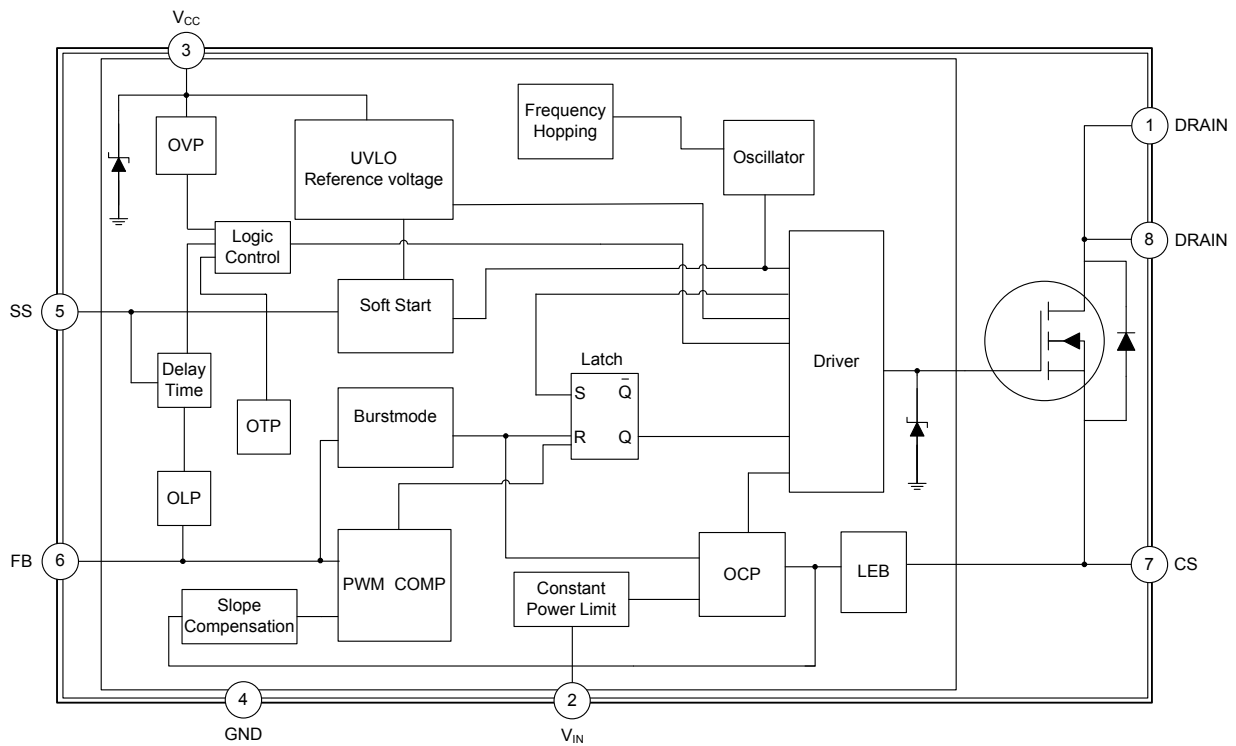 V_CC
3
Frequency
Hopping
1
DRAIN
OVP
UVLO
Reference voltage
Oscillator
Logic
Control
8
DRAIN
SS
5
Soft Start
Latch
Driver
Delay
Time
S
Q̄
OTP
Burstmode
R
Q
OLP
FB
6
PWM COMP
OCP
LEB
7
CS
Slope
Compensation
Constant
Power Limit
4
GND
2
V_IN